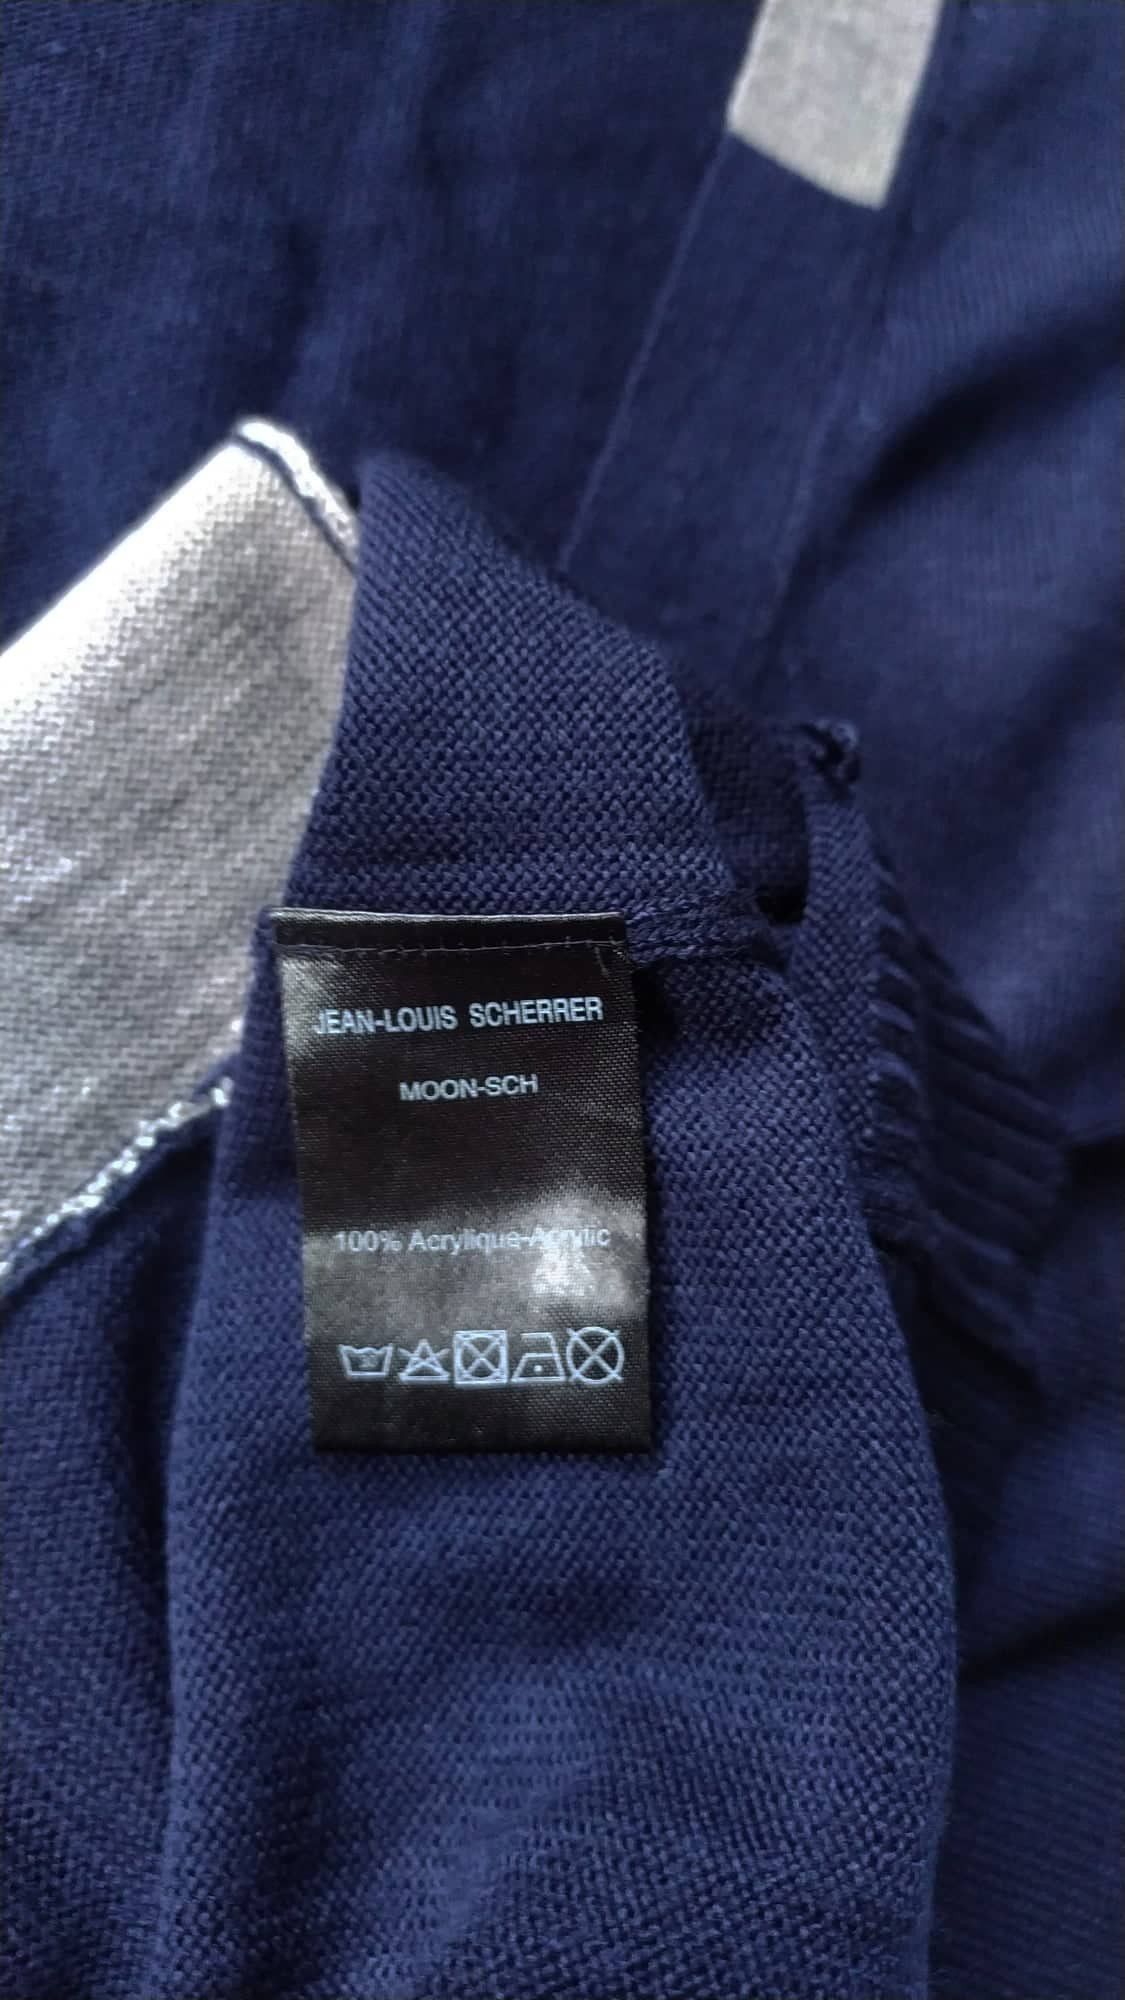 JEAN-LOUIS SCHERRER
MOON-SCH
100% Acrylique-Acrylic